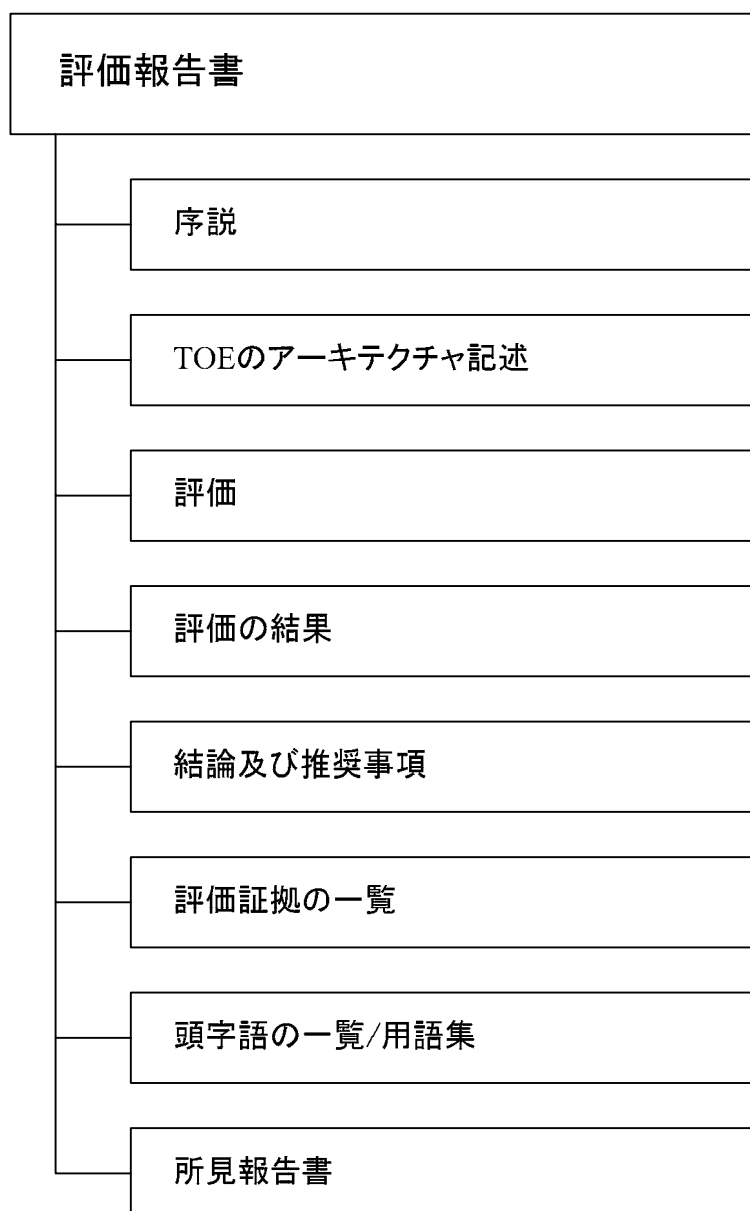 評価報告書
序説
TOEのアーキテクチャ記述
評価
評価の結果
結論及び推奨事項
評価証拠の一覧
頭字語の一覧/用語集
所見報告書